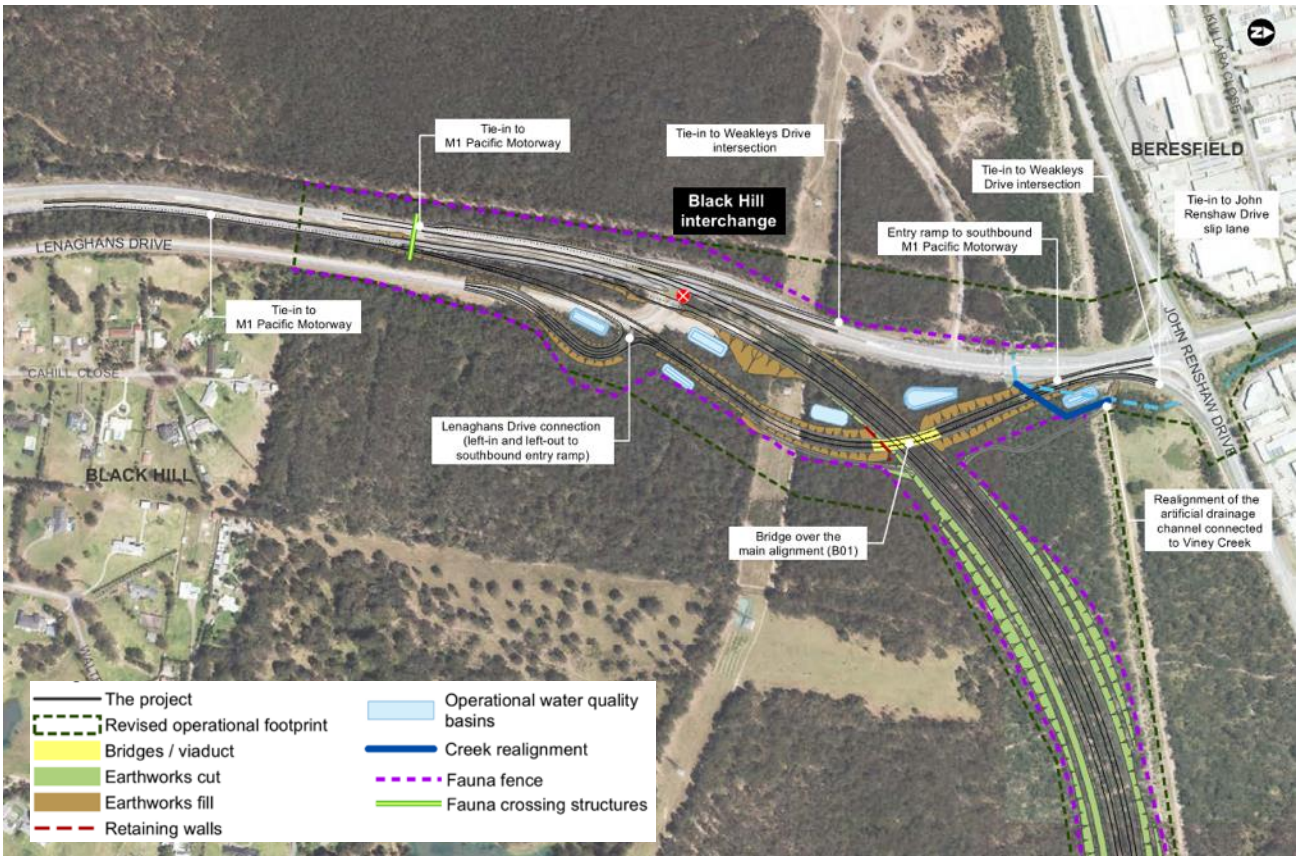 N
KULLARA CLOSE
Tie-in to
M1 Pacific Motorway
Tie-in to Weakleys Drive
intersection
BERESFIELD
Tie-in to Weakleys
Drive intersection
Black Hill
interchange
Tie-in to John
Renshaw Drive
slip lane
Entry ramp to southbound
M1 Pacific Motorway
LENAGHANS DRIVE
Tie-in to
M1 Pacific Motorway
JOHN RENSHAW DRIVE
CAHILL CLOSE
Lenaghans Drive connection
(left-in and left-out to
southbound entry ramp)
BLACK HILL
Realignment of the
artificial drainage
channel connected
to Viney Creek
Bridge over the
main alignment (B01)
The project
Revised operational footprint
Bridges / viaduct
Earthworks cut
Earthworks fill
Retaining walls
Operational water quality
basins
Creek realignment
Fauna fence
Fauna crossing structures